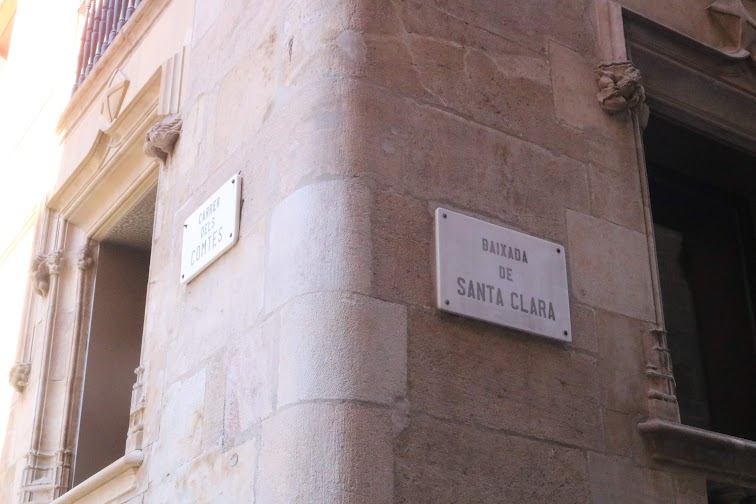 CARRER
DELS
COMTES
BAIXADA
DE
SANTA CLARA